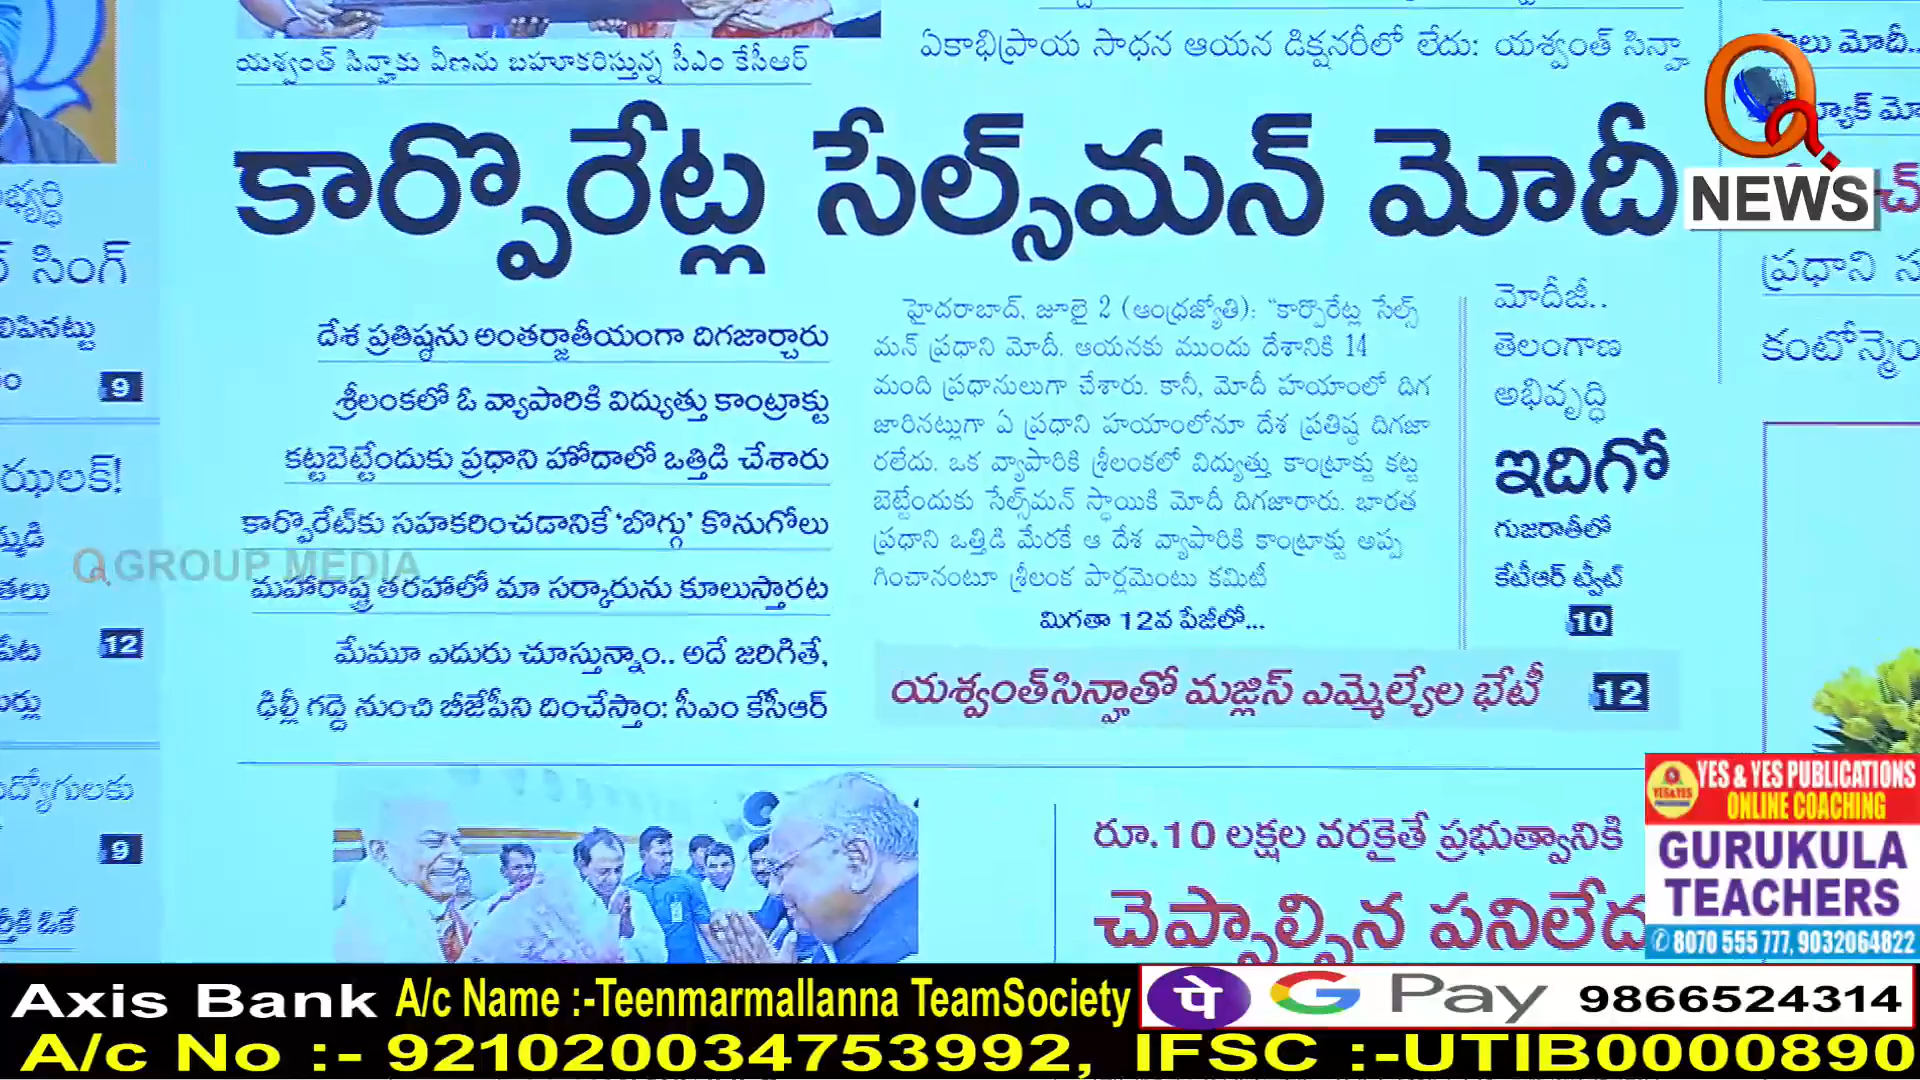 యశ్వంత్ సిన్హాకు వీణను బహూకరిస్తున్న సీఎం కేసీఆర్
ఏకాభిప్రాయ సాధన ఆయన డిక్షనరీలో లేదు: యశ్వంత్ సిన్హా
కార్పొరేట్ల సేల్స్‌మన్ మోదీ
దేశ ప్రతిష్ఠను అంతర్జాతీయంగా దిగజార్చారు
శ్రీలంకలో ఓ వ్యాపారికి విద్యుత్తు కాంట్రాక్టు
కట్టబెట్టేందుకు ప్రధాని హోదాలో ఒత్తిడి చేశారు
కార్పొరేట్‌కు సహకరించడానికే ‘బొగ్గు’ కొనుగోలు
మహారాష్ట్ర తరహాలో మా సర్కారును కూలుస్తారట
మేమూ ఎదురు చూస్తున్నాం.. అదే జరిగితే,
ఢిల్లీ గద్దె నుంచి బీజేపీని దించేస్తాం: సీఎం కేసీఆర్
హైదరాబాద్, జూలై 2 (ఆంధ్రజ్యోతి): “కార్పొరేట్ల సేల్స్
మన్ ప్రధాని మోదీ. ఆయనకు ముందు దేశానికి 14
మంది ప్రధానులుగా చేశారు. కానీ, మోదీ హయాంలో దిగ
జారినట్లుగా ఏ ప్రధాని హయాంలోనూ దేశ ప్రతిష్ఠ దిగజా
రలేదు. ఒక వ్యాపారికి శ్రీలంకలో విద్యుత్తు కాంట్రాక్టు కట్ట
బెట్టేందుకు సేల్స్‌మన్ స్థాయికి మోదీ దిగజారారు. భారత
ప్రధాని ఒత్తిడి మేరకే ఆ దేశ వ్యాపారికి కాంట్రాక్టు అప్ప
గించానంటూ శ్రీలంక పార్లమెంటు కమిటీ
మిగతా 12వ పేజీలో...
యశ్వంత్‌సిన్హాతో మజ్లిస్ ఎమ్మెల్యేల భేటీ 12
మోదీజీ..
తెలంగాణ
అభివృద్ధి
ఇదిగో
గుజరాతీలో
కేటీఆర్ ట్వీట్
10
సింగ్
9
12
9
మోదీ..
ప్రధాని
Q
NEWS
Q GROUP MEDIA
రూ.10 లక్షల వరకైతే ప్రభుత్వానికి
చెప్పాల్సిన పనిలేదు
YES & YES PUBLICATIONS
ONLINE COACHING
GURUKULA
TEACHERS
✆ 8070 555 777, 9032064822
Axis Bank A/c Name :-Teenmarmallanna TeamSociety
पे G Pay 9866524314
A/c No :- 921020034753992, IFSC :-UTIB0000890